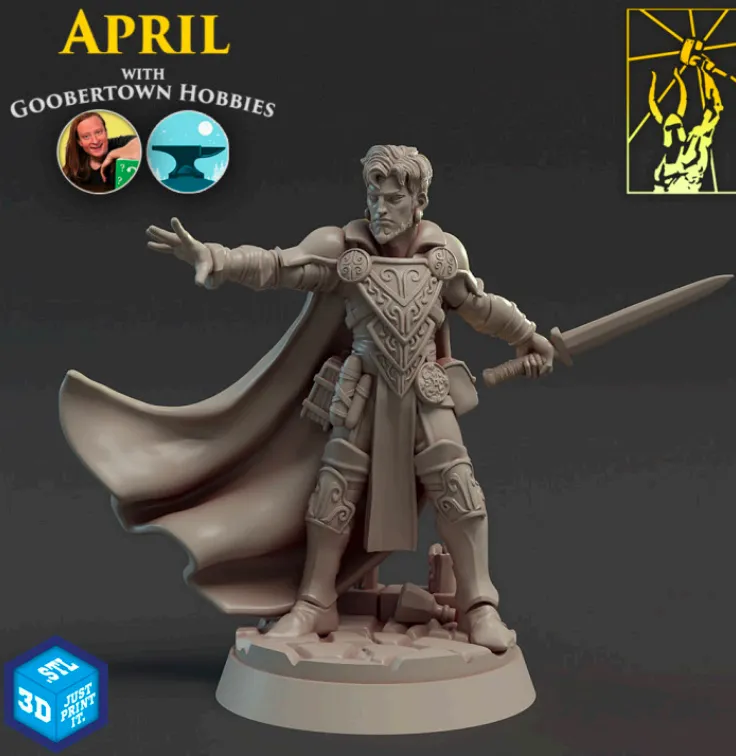 APRIL
WITH
GOOBERTOWN HOBBIES
? ?
?
.STL
3D
JUST
PRINT
IT.